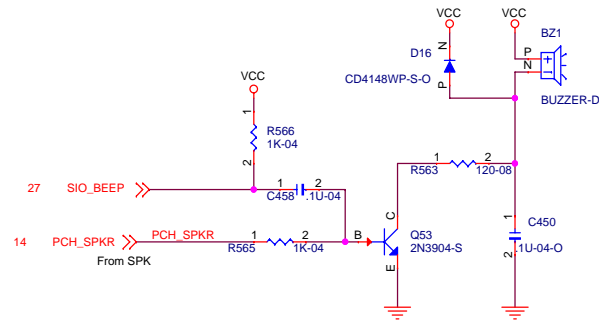 VCC
VCC
BZ1
D16
N
P
P
N
CD4148WP-S-O
BUZZER-D
VCC
1
R566
1K-04
2
27 SIO_BEEP
1
2
C458
.1U-04
1
2
R563
120-08
14 PCH_SPKR
PCH_SPKR
1
2
R565
1K-04
From SPK
B
C
E
Q53
2N3904-S
1
C450
.1U-04-O
2